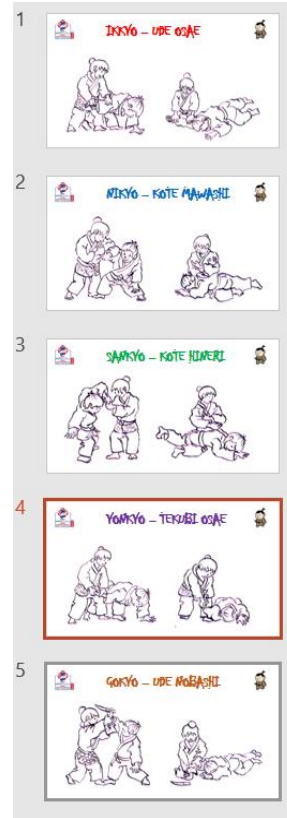 1
IKKYO – UDE OSAE
2
NIKYO – KOTE MAWASHI
3
SANKYO – KOTE HINERI
4
YONKYO – TEKUBI OSAE
5
GOKYO – UDE NOBASHI